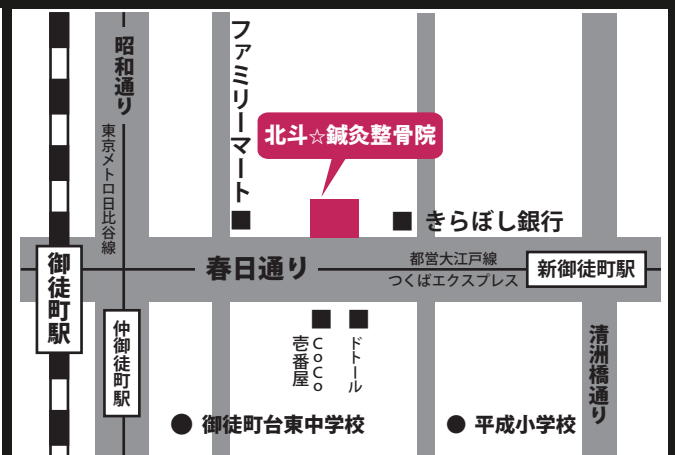 昭和通り
東京メトロ日比谷線
ファミリーマート
北斗☆鍼灸整骨院
きらぼし銀行
御徒町駅
春日通り
都営大江戸線
つくばエクスプレス
新御徒町駅
仲御徒町駅
CoCo
壱番屋
ドトール
清洲橋通り
御徒町台東中学校
平成小学校